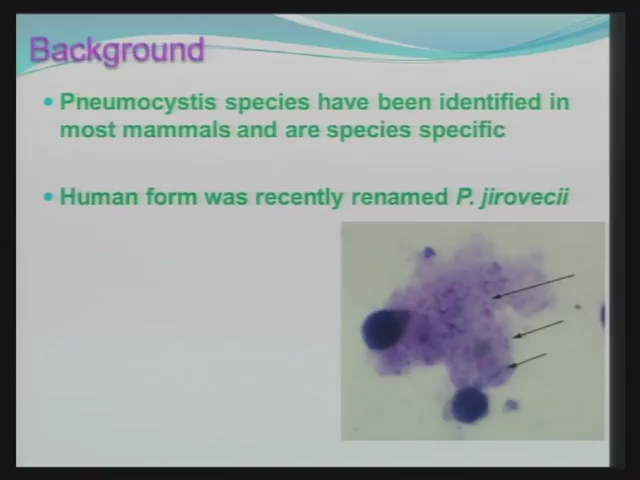 Background
• Pneumocystis species have been identified in
most mammals and are species specific
• Human form was recently renamed P. jirovecii